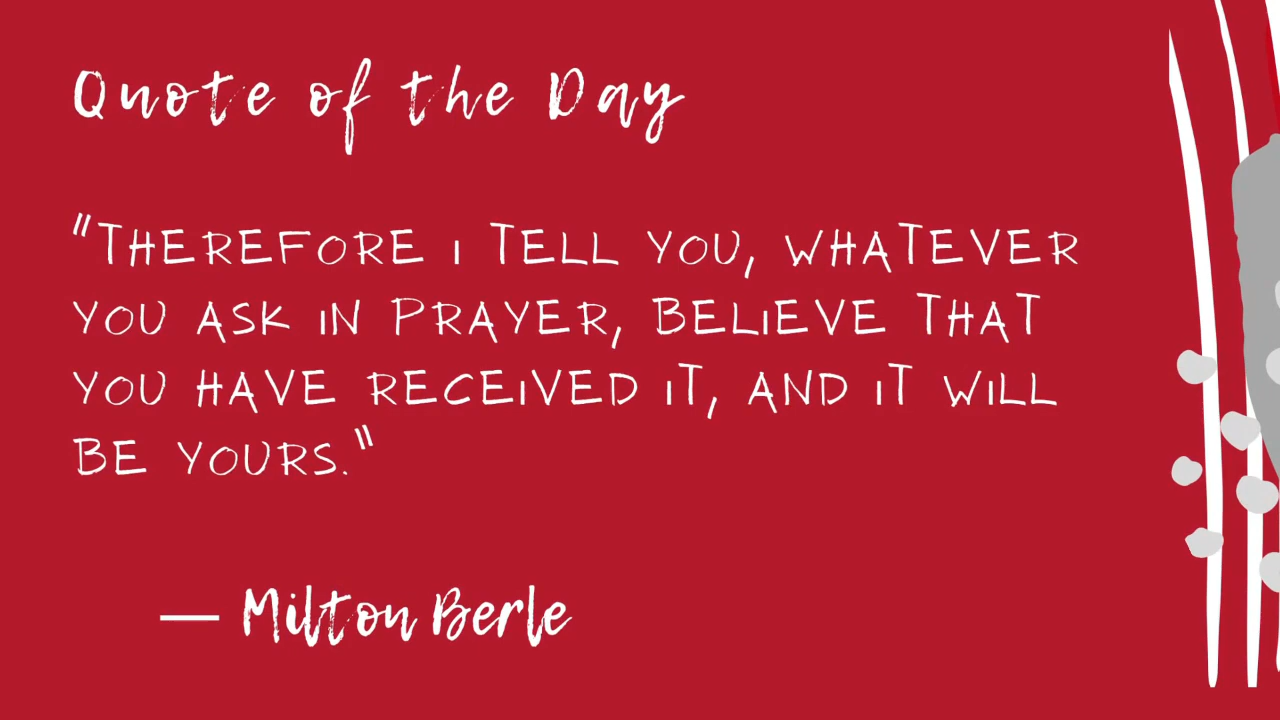 Quote of the Day
"THEREFORE I TELL YOU, WHATEVER
YOU ASK IN PRAYER, BELIEVE THAT
YOU HAVE RECEIVED IT, AND IT WILL
BE YOURS."
— Milton Berle